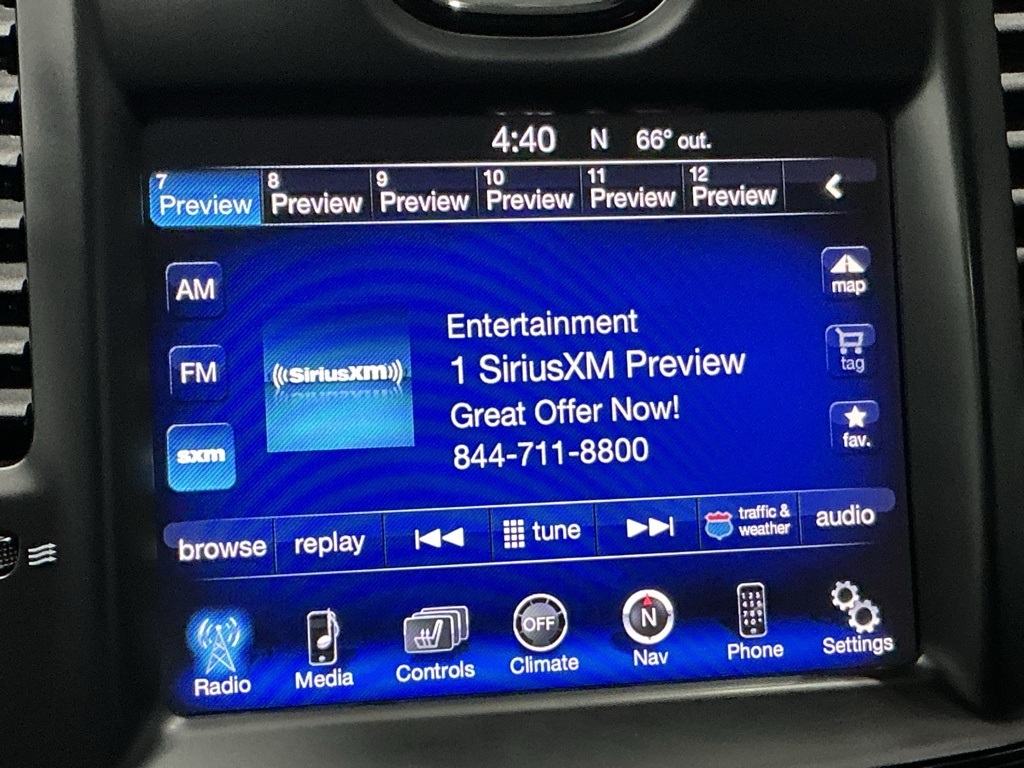 4:40 N 66° out.
7 Preview
8 Preview
9 Preview
10 Preview
11 Preview
12 Preview
AM
FM
sxm
((SiriusXM))
Entertainment
1 SiriusXM Preview
Great Offer Now!
844-711-8800
map
tag
fav.
browse
replay
tune
traffic &
weather
audio
Radio
Media
Controls
OFF
Climate
N
Nav
Phone
Settings